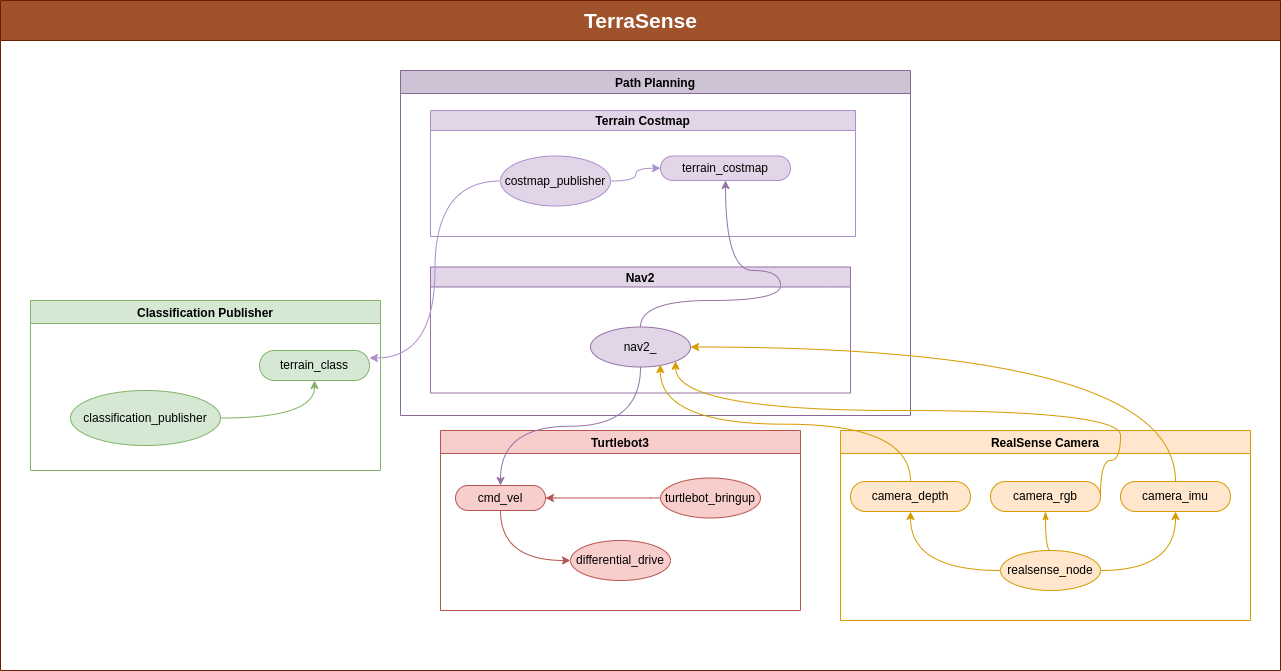 TerraSense
Path Planning
Terrain Costmap
costmap_publisher
terrain_costmap
Nav2
nav2_
Classification Publisher
terrain_class
classification_publisher
Turtlebot3
cmd_vel
turtlebot_bringup
differential_drive
RealSense Camera
camera_depth
camera_rgb
camera_imu
realsense_node